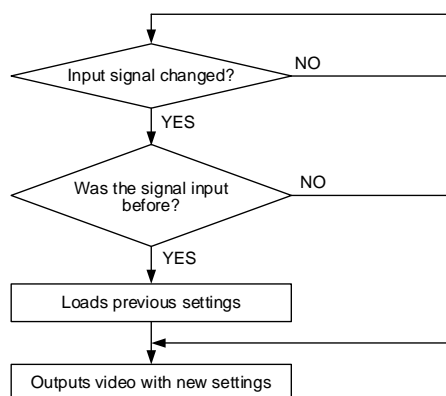 Input signal changed?
NO
YES
Was the signal input
before?
NO
YES
Loads previous settings
Outputs video with new settings